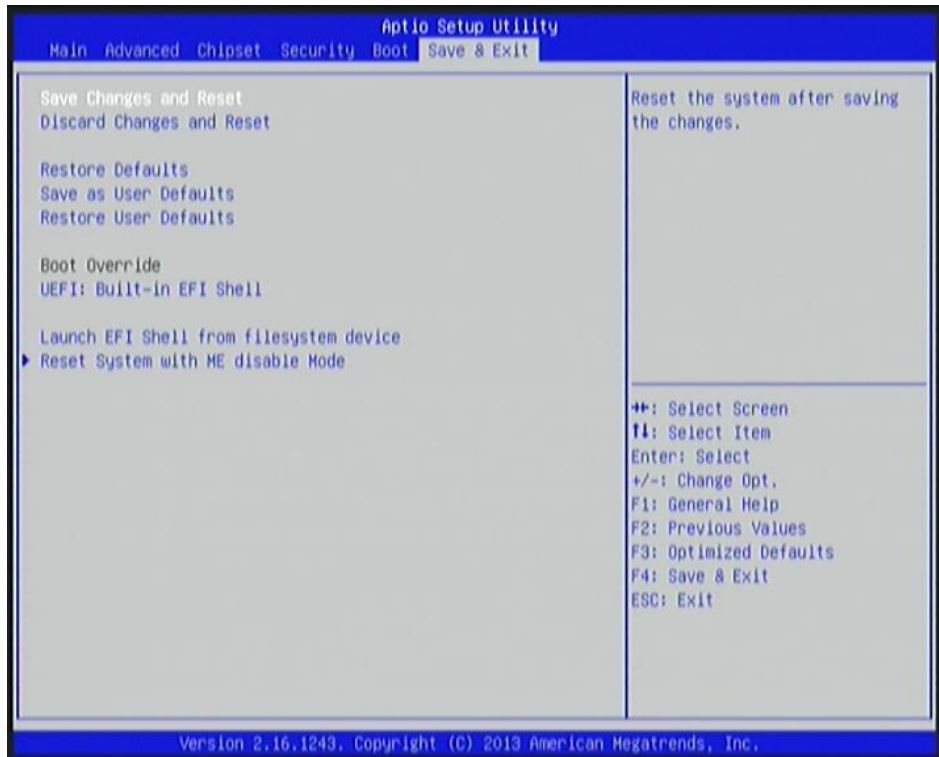 Aptio Setup Utility
Main Advanced Chipset Security Boot Save & Exit
Save Changes and Reset
Discard Changes and Reset
Restore Defaults
Save as User Defaults
Restore User Defaults
Boot Override
UEFI: Built-in EFI Shell
Launch EFI Shell from filesystem device
Reset System with ME disable Mode
Reset the system after saving
the changes.
→←: Select Screen
↑↓: Select Item
Enter: Select
+/-: Change Opt.
F1: General Help
F2: Previous Values
F3: Optimized Defaults
F4: Save & Exit
ESC: Exit
Version 2.16.1243. Copyright (C) 2013 American Megatrends, Inc.